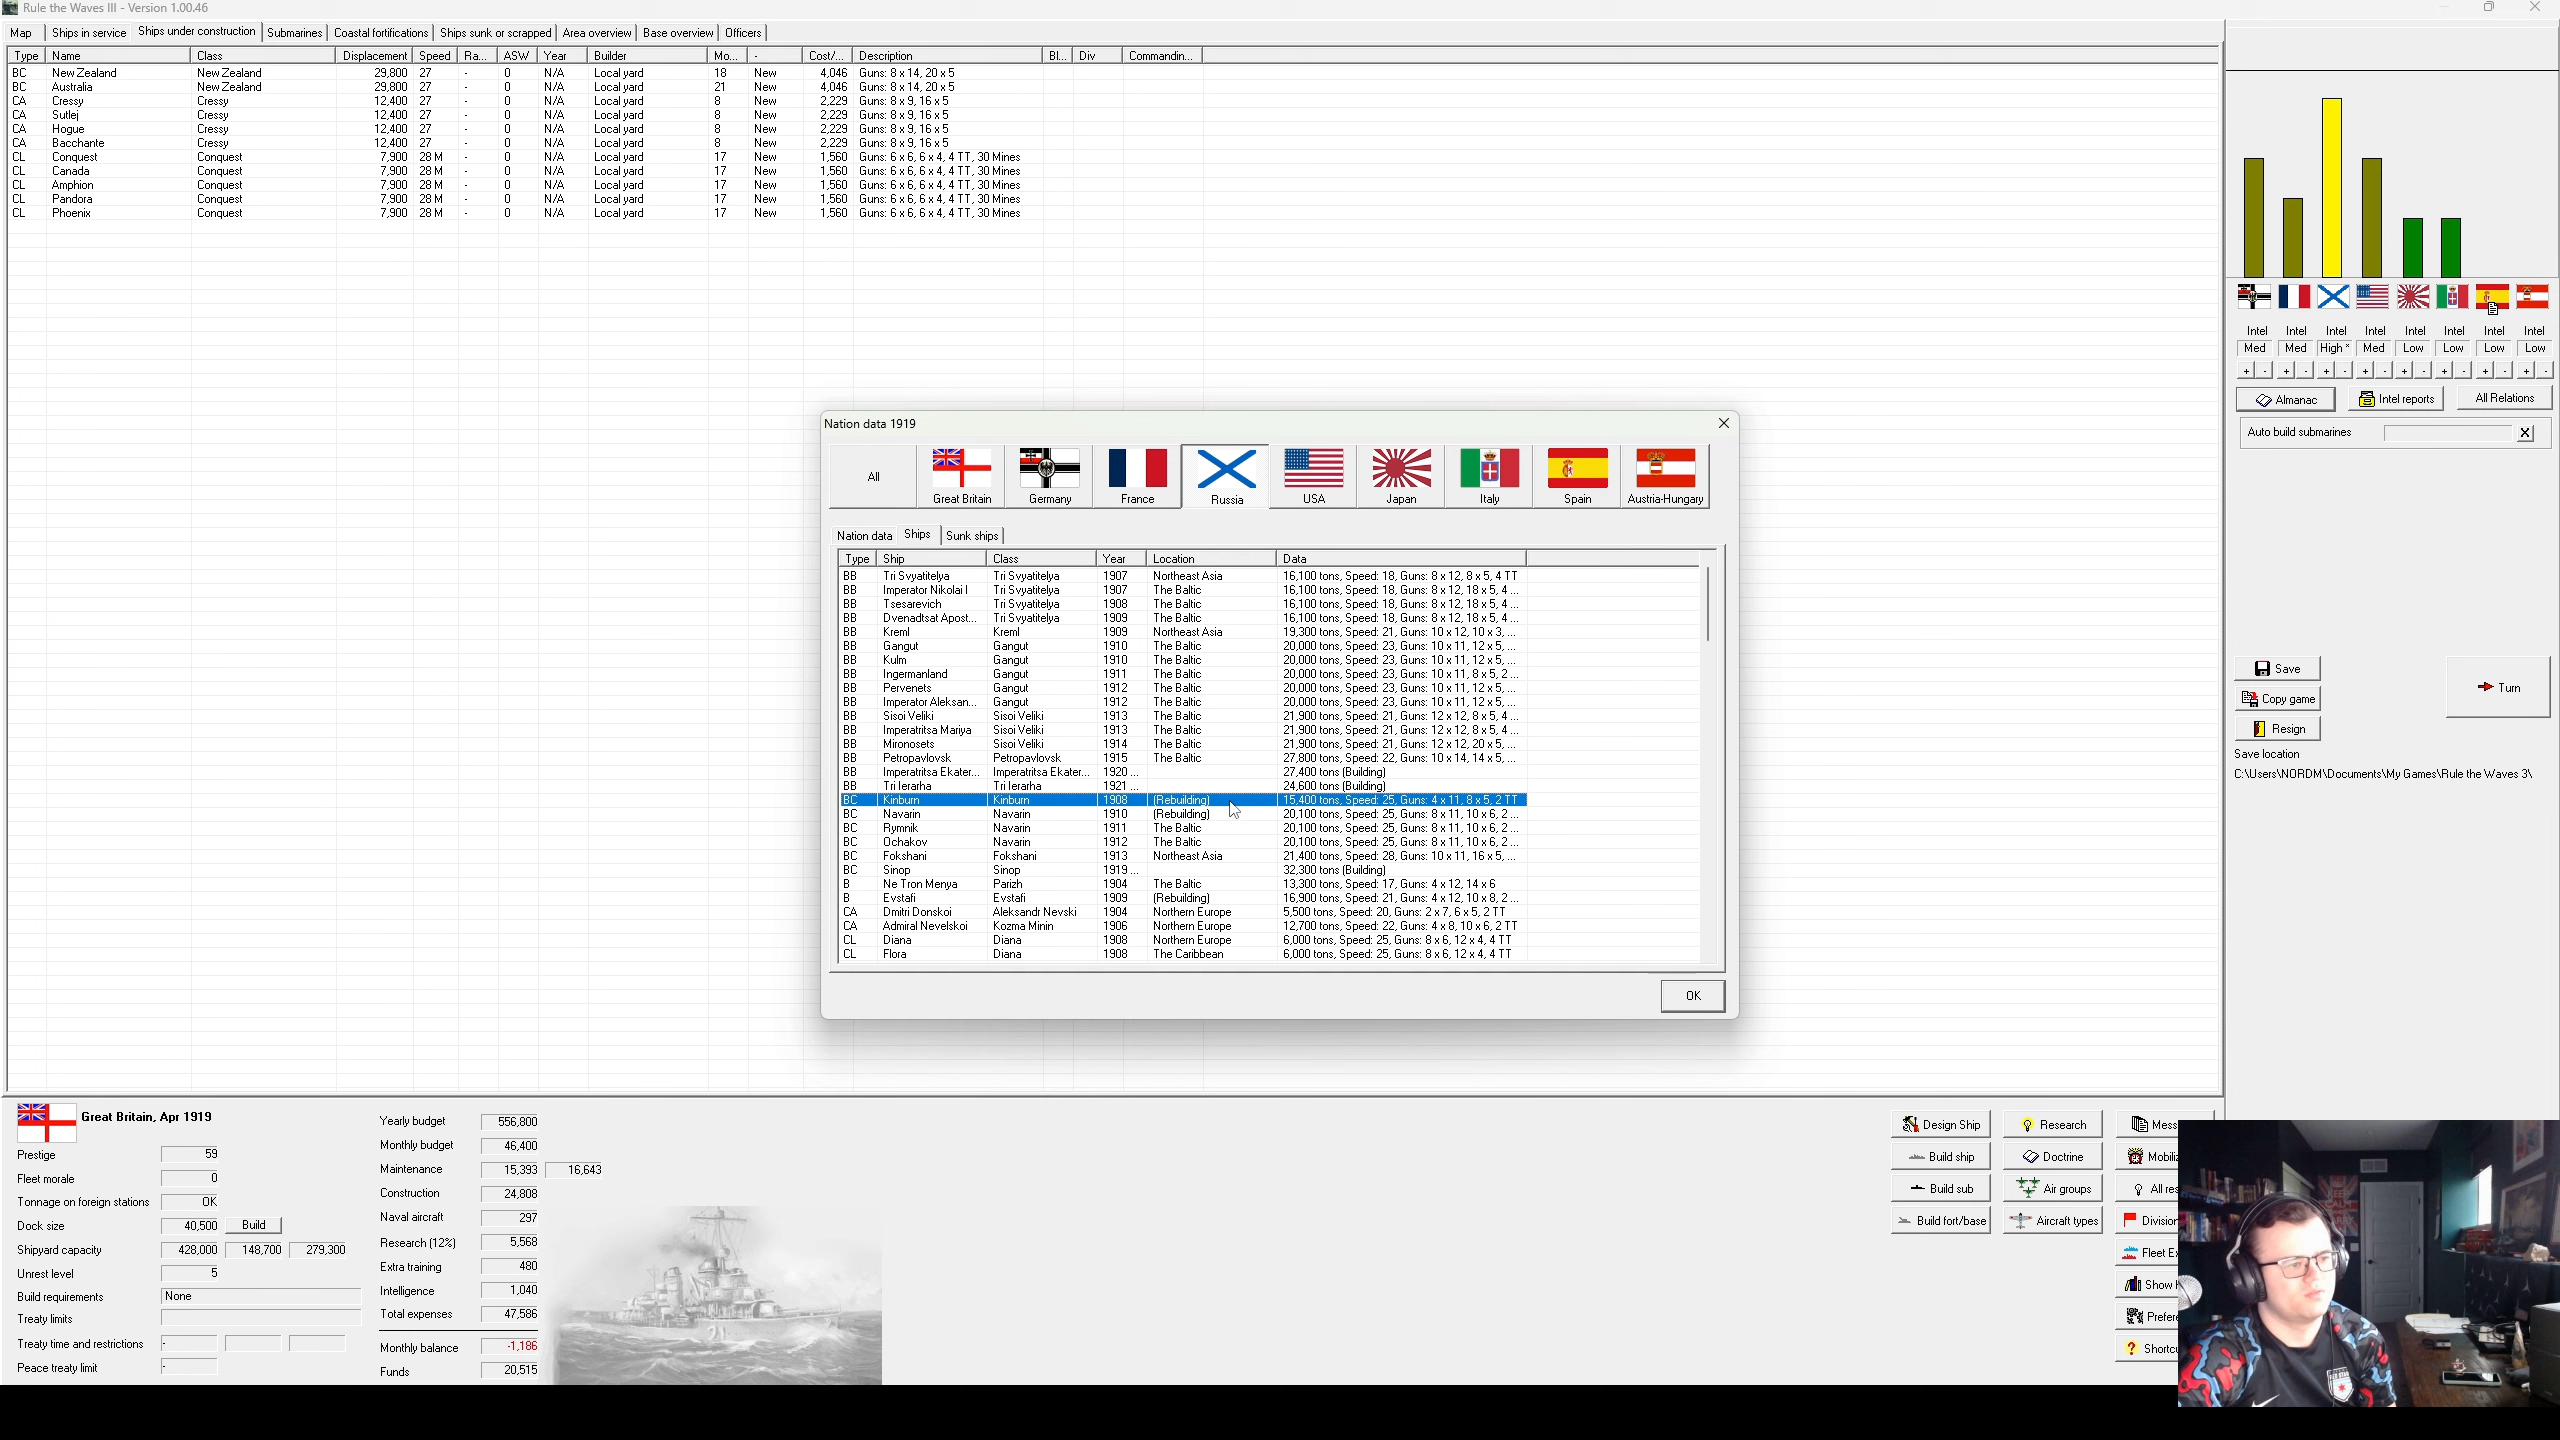 Rule the Waves III - Version 1.00.46
Map Ships in service Ships under construction Submarines Coastal fortifications Ships sunk or scrapped Area overview Base overview Officers
Type Name Class Displacement Speed Ra... ASW Year Builder Mo... - Cost/... Description Bl... Div Commandin...
BC New Zealand New Zealand 29,800 27 - 0 N/A Local yard 18 New 4,046 Guns: 8 x 14, 20 x 5
BC Australia New Zealand 29,800 27 - 0 N/A Local yard 21 New 4,046 Guns: 8 x 14, 20 x 5
CA Cressy Cressy 12,400 27 - 0 N/A Local yard 8 New 2,229 Guns: 8 x 9, 16 x 5
CA Sutlej Cressy 12,400 27 - 0 N/A Local yard 8 New 2,229 Guns: 8 x 9, 16 x 5
CA Hogue Cressy 12,400 27 - 0 N/A Local yard 8 New 2,229 Guns: 8 x 9, 16 x 5
CA Bacchante Cressy 12,400 27 - 0 N/A Local yard 8 New 2,229 Guns: 8 x 9, 16 x 5
CL Conquest Conquest 7,900 28 M - 0 N/A Local yard 17 New 1,560 Guns: 6 x 6, 6 x 4, 4 TT, 30 Mines
CL Canada Conquest 7,900 28 M - 0 N/A Local yard 17 New 1,560 Guns: 6 x 6, 6 x 4, 4 TT, 30 Mines
CL Amphion Conquest 7,900 28 M - 0 N/A Local yard 17 New 1,560 Guns: 6 x 6, 6 x 4, 4 TT, 30 Mines
CL Pandora Conquest 7,900 28 M - 0 N/A Local yard 17 New 1,560 Guns: 6 x 6, 6 x 4, 4 TT, 30 Mines
CL Phoenix Conquest 7,900 28 M - 0 N/A Local yard 17 New 1,560 Guns: 6 x 6, 6 x 4, 4 TT, 30 Mines
Intel Intel Intel Intel Intel Intel Intel Intel
Med Med High * Med Low Low Low Low
+ - + - + - + - + - + - + - + -
Almanac Intel reports All Relations
Auto build submarines X
Save
Turn
Copy game
Resign
Save location
C:\Users\NORDM\Documents\My Games\Rule the Waves 3\
Nation data 1919
All Great Britain Germany France Russia USA Japan Italy Spain Austria-Hungary
Nation data Ships Sunk ships
Type Ship Class Year Location Data
BB Tri Svyatitelya Tri Svyatitelya 1907 Northeast Asia 16,100 tons, Speed: 18, Guns: 8 x 12, 8 x 5, 4 TT
BB Imperator Nikolai I Tri Svyatitelya 1907 The Baltic 16,100 tons, Speed: 18, Guns: 8 x 12, 18 x 5, 4 ...
BB Tsesarevich Tri Svyatitelya 1908 The Baltic 16,100 tons, Speed: 18, Guns: 8 x 12, 18 x 5, 4 ...
BB Dvenadtsat Apost... Tri Svyatitelya 1909 The Baltic 16,100 tons, Speed: 18, Guns: 8 x 12, 18 x 5, 4 ...
BB Kreml Kreml 1909 Northeast Asia 19,300 tons, Speed: 21, Guns: 10 x 12, 10 x 3, ...
BB Gangut Gangut 1910 The Baltic 20,000 tons, Speed: 23, Guns: 10 x 11, 12 x 5, ...
BB Kulm Gangut 1910 The Baltic 20,000 tons, Speed: 23, Guns: 10 x 11, 12 x 5, ...
BB Ingermanland Gangut 1911 The Baltic 20,000 tons, Speed: 23, Guns: 10 x 11, 8 x 5, 2 ...
BB Pervenets Gangut 1912 The Baltic 20,000 tons, Speed: 23, Guns: 10 x 11, 12 x 5, ...
BB Imperator Aleksan... Gangut 1912 The Baltic 20,000 tons, Speed: 23, Guns: 10 x 11, 12 x 5, ...
BB Sisoi Veliki Sisoi Veliki 1913 The Baltic 21,900 tons, Speed: 21, Guns: 12 x 12, 8 x 5, 4 ...
BB Imperatritsa Mariya Sisoi Veliki 1913 The Baltic 21,900 tons, Speed: 21, Guns: 12 x 12, 8 x 5, 4 ...
BB Mironosets Sisoi Veliki 1914 The Baltic 21,900 tons, Speed: 21, Guns: 12 x 12, 20 x 5, ...
BB Petropavlovsk Petropavlovsk 1915 The Baltic 27,800 tons, Speed: 22, Guns: 10 x 14, 14 x 5, ...
BB Imperatritsa Ekater... Imperatritsa Ekater... 1920 ... 27,400 tons (Building)
BB Tri Ierarha Tri Ierarha 1921 ... 24,600 tons (Building)
BC Kinburn Kinburn 1908 (Rebuilding) 15,400 tons, Speed: 25, Guns: 4 x 11, 8 x 5, 2 TT
BC Navarin Navarin 1910 (Rebuilding) 20,100 tons, Speed: 25, Guns: 8 x 11, 10 x 6, 2 ...
BC Rymnik Navarin 1911 The Baltic 20,100 tons, Speed: 25, Guns: 8 x 11, 10 x 6, 2 ...
BC Ochakov Navarin 1912 The Baltic 20,100 tons, Speed: 25, Guns: 8 x 11, 10 x 6, 2 ...
BC Fokshani Fokshani 1913 Northeast Asia 21,400 tons, Speed: 28, Guns: 10 x 11, 16 x 5, ...
BC Sinop Sinop 1919 ... 32,300 tons (Building)
B Ne Tron Menya Parizh 1904 The Baltic 13,300 tons, Speed: 17, Guns: 4 x 12, 14 x 6
B Evstafi Evstafi 1909 (Rebuilding) 16,900 tons, Speed: 21, Guns: 4 x 12, 10 x 8, 2 ...
CA Dmitri Donskoi Aleksandr Nevski 1904 Northern Europe 5,500 tons, Speed: 20, Guns: 2 x 7, 6 x 5, 2 TT
CA Admiral Nevelskoi Kozma Minin 1906 Northern Europe 12,700 tons, Speed: 22, Guns: 4 x 8, 10 x 6, 2 TT
CL Diana Diana 1908 Northern Europe 6,000 tons, Speed: 25, Guns: 8 x 6, 12 x 4, 4 TT
CL Flora Diana 1908 The Caribbean 6,000 tons, Speed: 25, Guns: 8 x 6, 12 x 4, 4 TT
OK
Great Britain, Apr 1919
Prestige 59
Fleet morale 0
Tonnage on foreign stations OK
Dock size 40,500 Build
Shipyard capacity 428,000 148,700 279,300
Unrest level 5
Build requirements None
Treaty limits
Treaty time and restrictions -
Peace treaty limit -
Yearly budget 556,800
Monthly budget 46,400
Maintenance 15,393 16,643
Construction 24,808
Naval aircraft 297
Research (12%) 5,568
Extra training 480
Intelligence 1,040
Total expenses 47,586
Monthly balance -1,186
Funds 20,515
Design Ship Research Mess
Build ship Doctrine Mobiliz
Build sub Air groups All res
Build fort/base Aircraft types Division
Fleet Ex
Show
Prefere
Shortcu